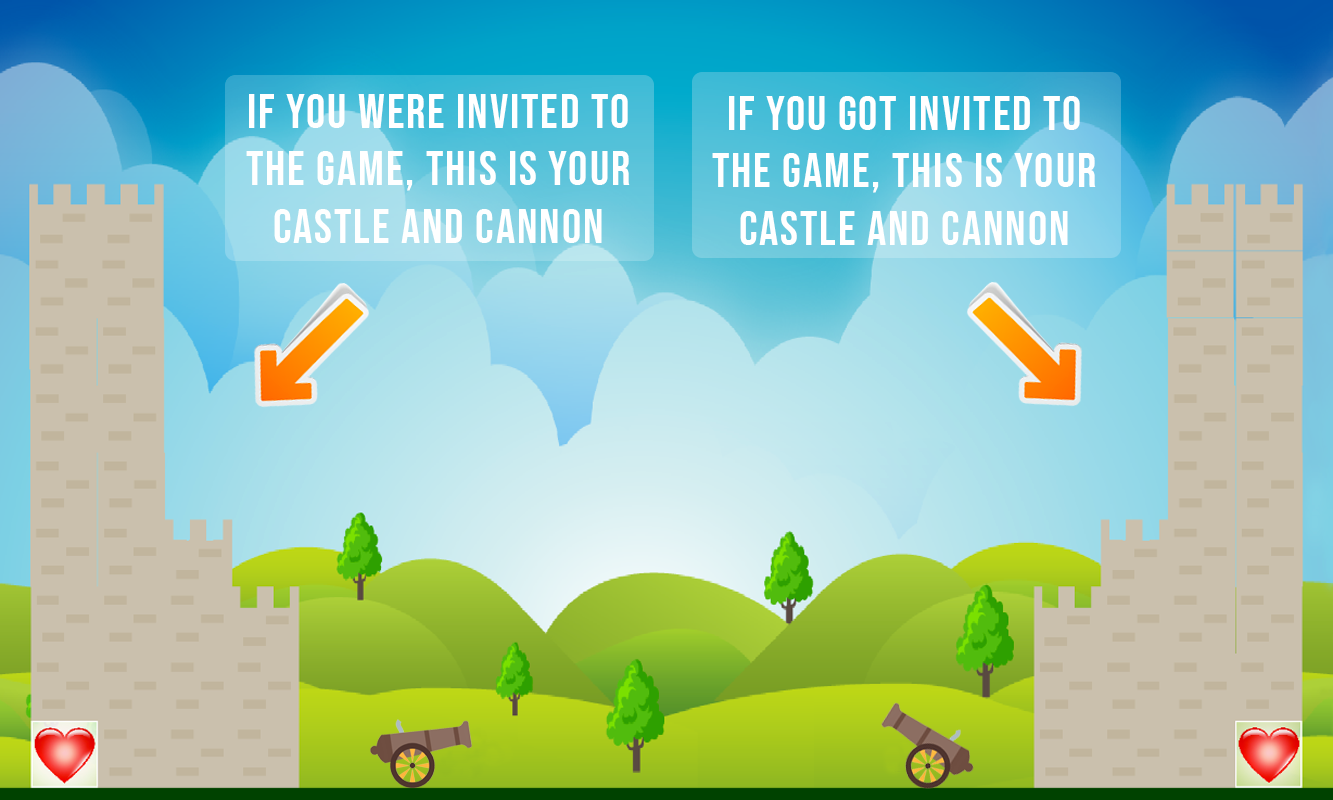 IF YOU WERE INVITED TO
THE GAME, THIS IS YOUR
CASTLE AND CANNON
IF YOU GOT INVITED TO
THE GAME, THIS IS YOUR
CASTLE AND CANNON